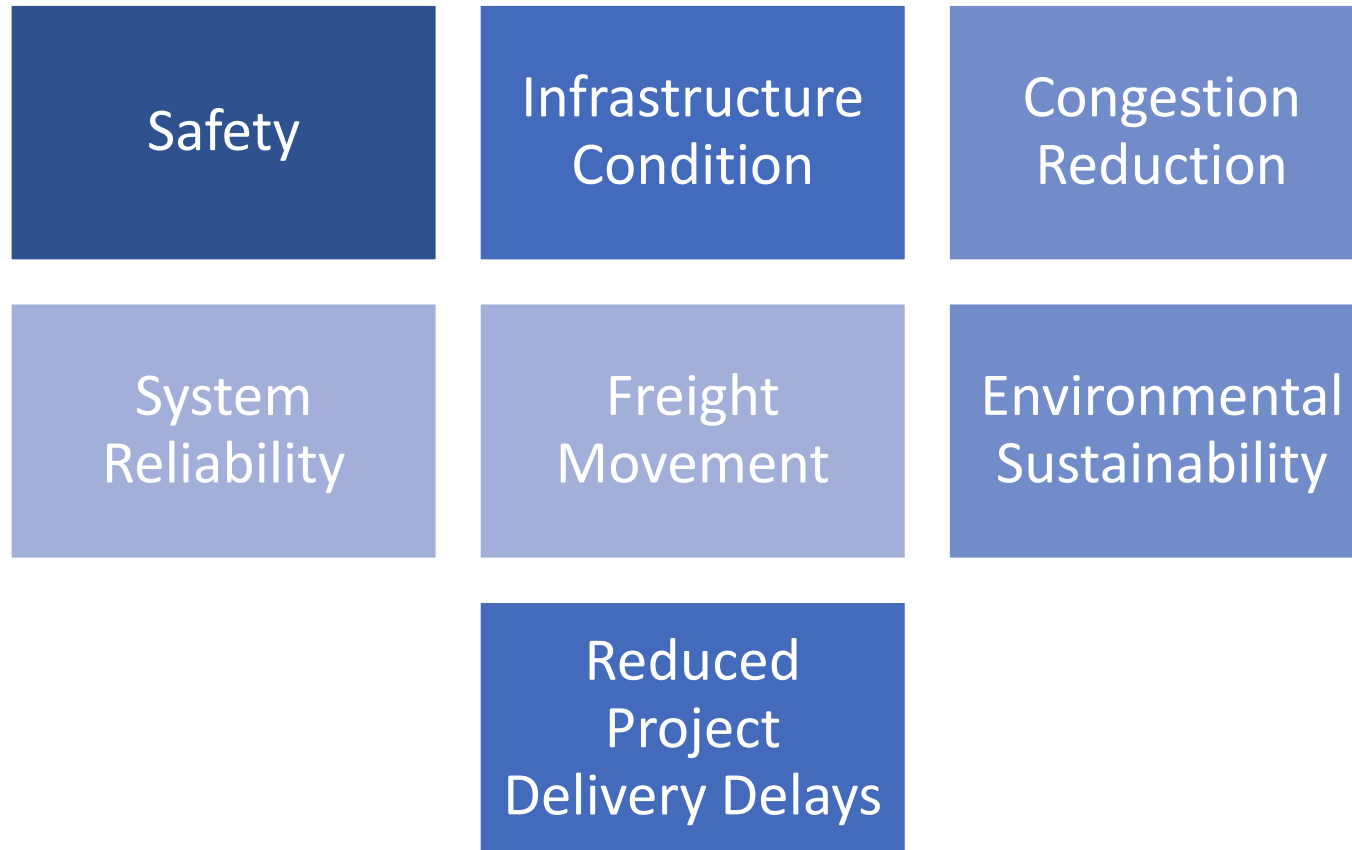 Safety
Infrastructure
Condition
Congestion
Reduction
System
Reliability
Freight
Movement
Environmental
Sustainability
Reduced
Project
Delivery Delays